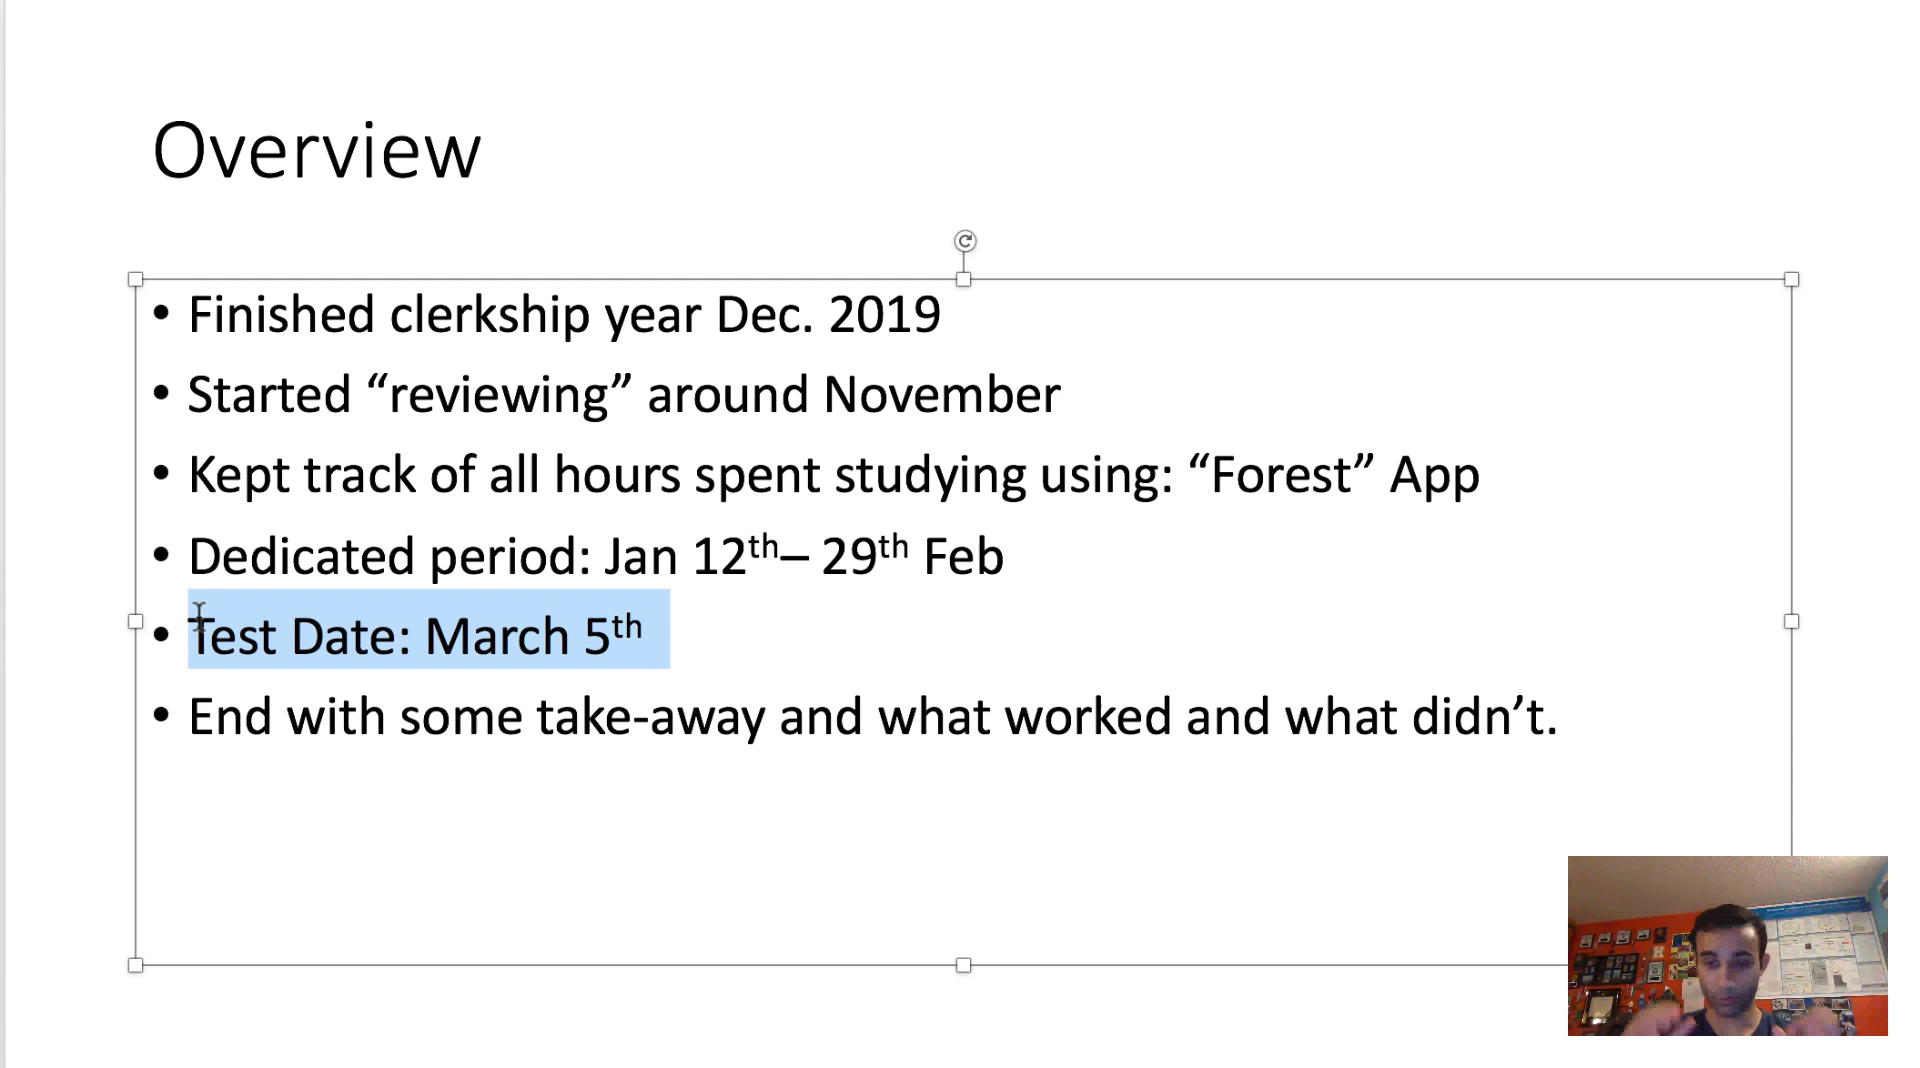 Overview
• Finished clerkship year Dec. 2019
• Started “reviewing” around November
• Kept track of all hours spent studying using: “Forest” App
• Dedicated period: Jan 12th– 29th Feb
• Test Date: March 5th
• End with some take-away and what worked and what didn’t.